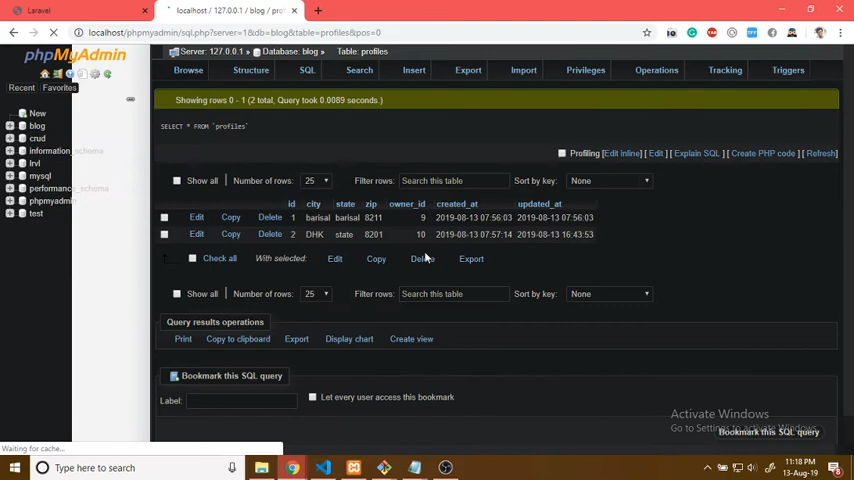 Laravel
localhost / 127.0.0.1 / blog / prof
localhost/phpmyadmin/sql.php?server=1&db=blog&table=profiles&pos=0
phpMyAdmin
Recent Favorites
New
blog
crud
information_schema
lrvl
mysql
performance_schema
phpmyadmin
test
Server: 127.0.0.1 » Database: blog » Table: profiles
Browse Structure SQL Search Insert Export Import Privileges Operations Tracking Triggers
Showing rows 0 - 1 (2 total, Query took 0.0089 seconds.)
SELECT * FROM `profiles`
Profiling [Edit inline] [ Edit ] [ Explain SQL ] [ Create PHP code ] [ Refresh]
Show all Number of rows: 25 Filter rows: Search this table Sort by key: None
id city state zip owner_id created_at updated_at
Edit Copy Delete 1 barisal barisal 8211 9 2019-08-13 07:56:03 2019-08-13 07:56:03
Edit Copy Delete 2 DHK state 8201 10 2019-08-13 07:57:14 2019-08-13 16:43:53
Check all With selected: Edit Copy Delete Export
Show all Number of rows: 25 Filter rows: Search this table Sort by key: None
Query results operations
Print Copy to clipboard Export Display chart Create view
Bookmark this SQL query
Label: Let every user access this bookmark
Activate Windows
Go to Settings to activate Windows.
Bookmark this SQL query
Waiting for cache...
Type here to search
11:18 PM
13-Aug-19